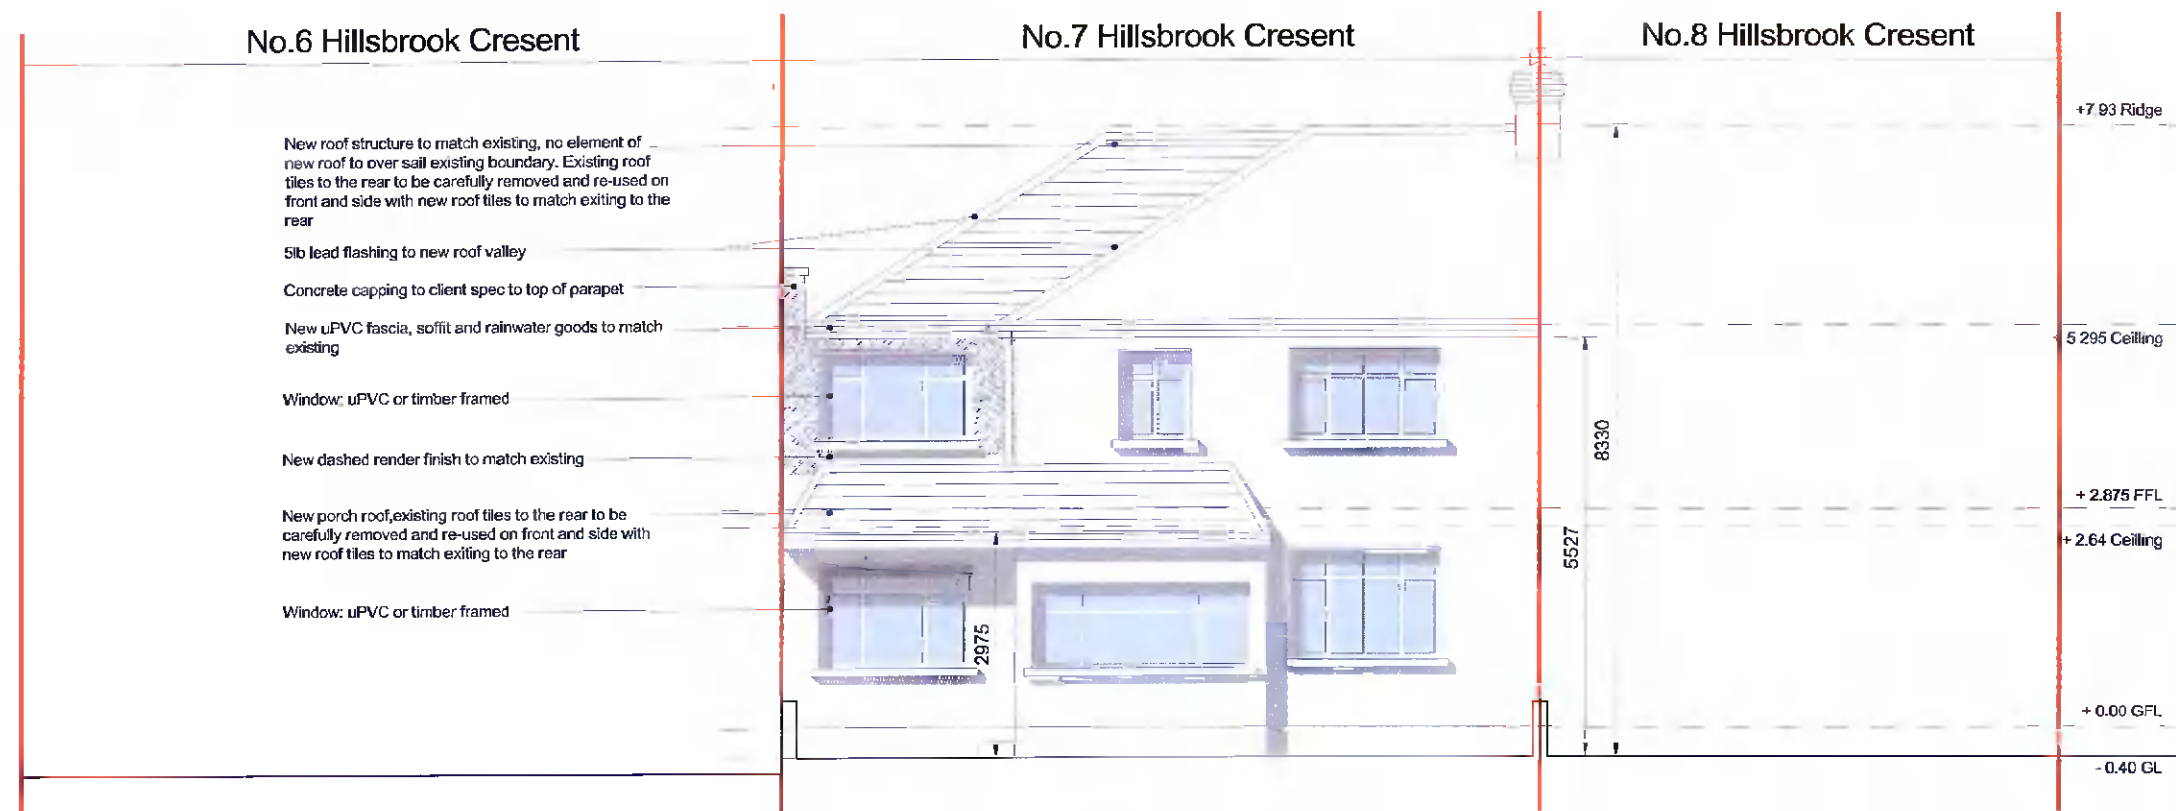 No.6 Hillsbrook Cresent
No.7 Hillsbrook Cresent
No.8 Hillsbrook Cresent
New roof structure to match existing, no element of
new roof to over sail existing boundary. Existing roof
tiles to the rear to be carefully removed and re-used on
front and side with new roof tiles to match exiting to the
rear
5lb lead flashing to new roof valley
Concrete capping to client spec to top of parapet
New uPVC fascia, soffit and rainwater goods to match
existing
Window: uPVC or timber framed
New dashed render finish to match existing
New porch roof,existing roof tiles to the rear to be
carefully removed and re-used on front and side with
new roof tiles to match exiting to the rear
Window: uPVC or timber framed
2975
5527
8330
+7.93 Ridge
5 295 Ceilling
+ 2.875 FFL
+ 2.64 Ceilling
+ 0.00 GFL
- 0.40 GL